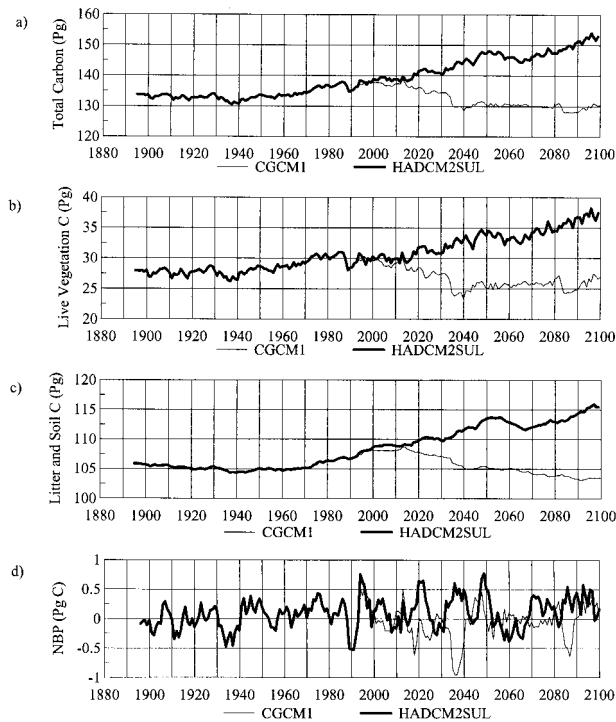 a)
Total Carbon (Pg)
160
150
140
130
120
1880 1900 1920 1940 1960 1980 2000 2020 2040 2060 2080 2100
CGCM1 HADCM2SUL
b)
Live Vegetation C (Pg)
40
35
30
25
20
1880 1900 1920 1940 1960 1980 2000 2020 2040 2060 2080 2100
CGCM1 HADCM2SUL
c)
Litter and Soil C (Pg)
120
115
110
105
100
1880 1900 1920 1940 1960 1980 2000 2020 2040 2060 2080 2100
CGCM1 HADCM2SUL
d)
NBP (Pg C)
1
0.5
0
-0.5
-1
1880 1900 1920 1940 1960 1980 2000 2020 2040 2060 2080 2100
CGCM1 HADCM2SUL